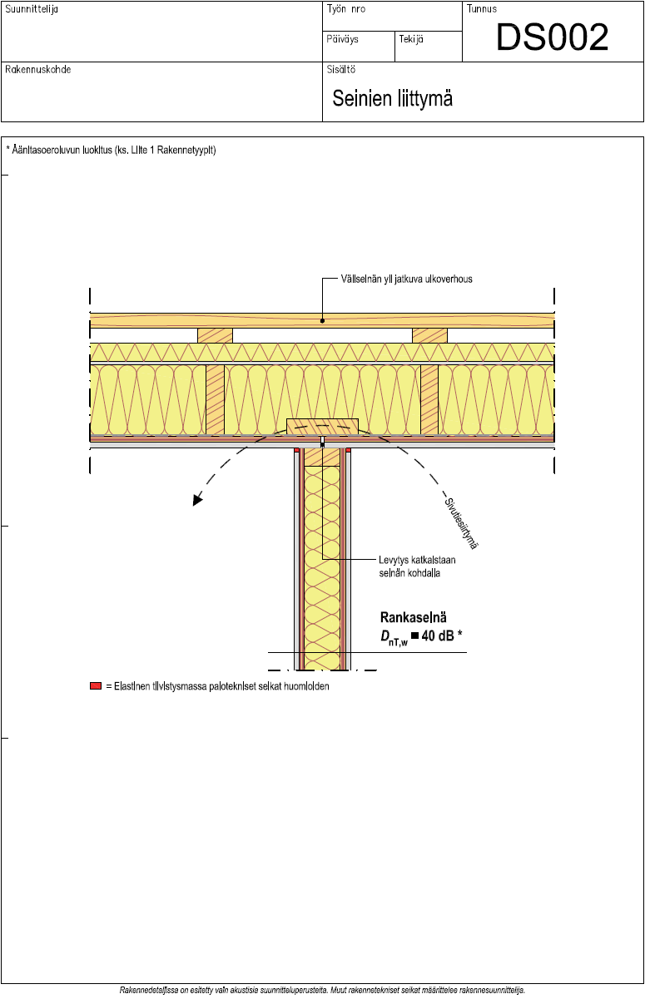 Suunnittelija
Työn nro
Tunnus
DS002
Päiväys
Tekijä
Rakennuskohde
Sisältö
Seinien liittymä
* Äänitasoeroluvun luokitus (ks. Liite 1 Rakennetyypit)
Väliseinän yli jatkuva ulkoverhous
Sivutiesiirtymä
Levytys katkaistaan
seinän kohdalla
Rankaseinä
DnT,w = 40 dB *
= Elastinen tiivistysmassa palotekniset seikat huomioiden
Rakennedetaljissa on esitetty vain akustisia suunnitteluperusteita. Muut rakennetekniset seikat määrittelee rakennesuunnittelija.